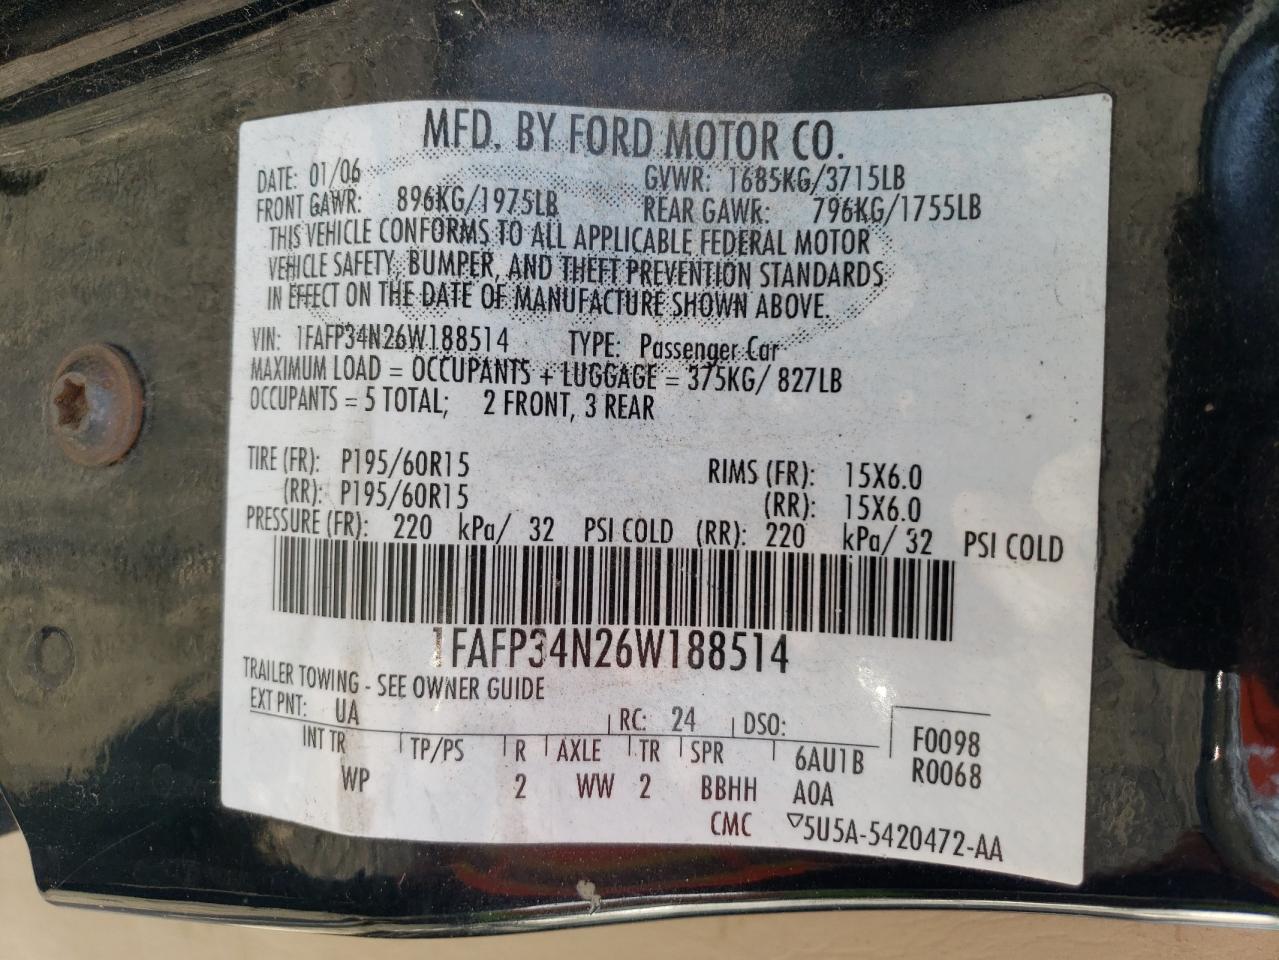 MFD. BY FORD MOTOR CO.
DATE: 01/06 GVWR: 1685KG/3715LB
FRONT GAWR: 896KG/1975LB REAR GAWR: 796KG/1755LB
THIS VEHICLE CONFORMS TO ALL APPLICABLE FEDERAL MOTOR
VEHICLE SAFETY, BUMPER, AND THEFT PREVENTION STANDARDS
IN EFFECT ON THE DATE OF MANUFACTURE SHOWN ABOVE.
VIN: 1FAFP34N26W188514 TYPE: Passenger Car
MAXIMUM LOAD = OCCUPANTS + LUGGAGE = 375KG/ 827LB
OCCUPANTS = 5 TOTAL; 2 FRONT, 3 REAR
TIRE (FR): P195/60R15 RIMS (FR): 15X6.0
(RR): P195/60R15 (RR): 15X6.0
PRESSURE (FR): 220 kPa/ 32 PSI COLD (RR): 220 kPa/ 32 PSI COLD
1FAFP34N26W188514
TRAILER TOWING - SEE OWNER GUIDE
EXT PNT: UA RC: 24 DSO: F0098
INT TR TP/PS R AXLE TR SPR 6AU1B R0068
WP 2 WW 2 BBHH A0A
CMC ▽5U5A-5420472-AA